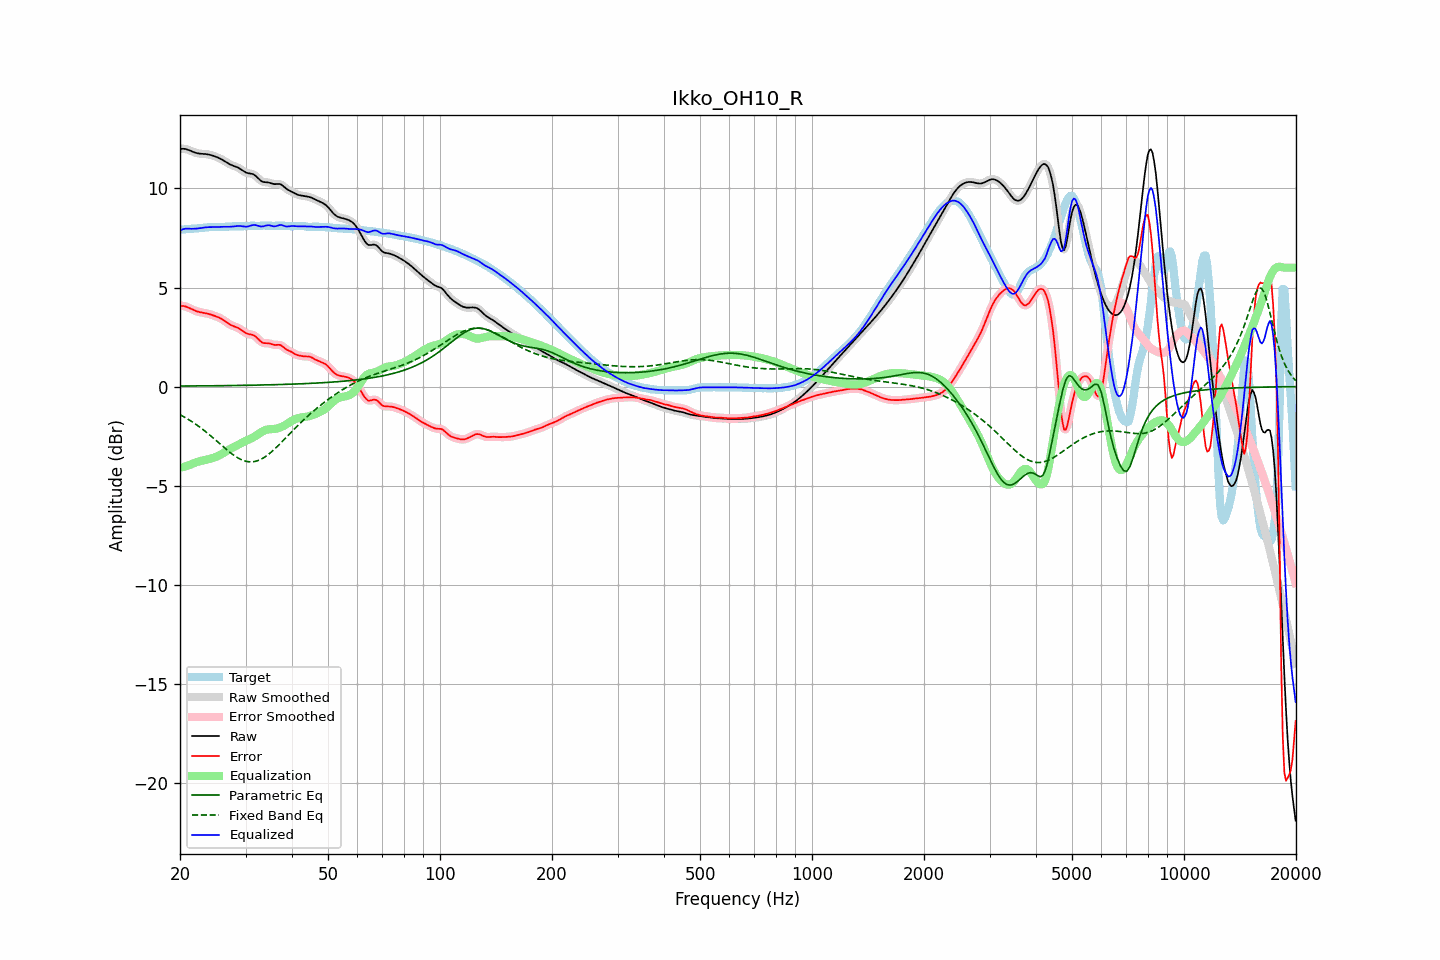 Ikko_OH10_R
Amplitude (dBr)
10
5
0
−5
−10
−15
−20
Target
Raw Smoothed
Error Smoothed
Raw
Error
Equalization
Parametric Eq
Fixed Band Eq
Equalized
20 50 100 200 500 1000 2000 5000 10000 20000
Frequency (Hz)